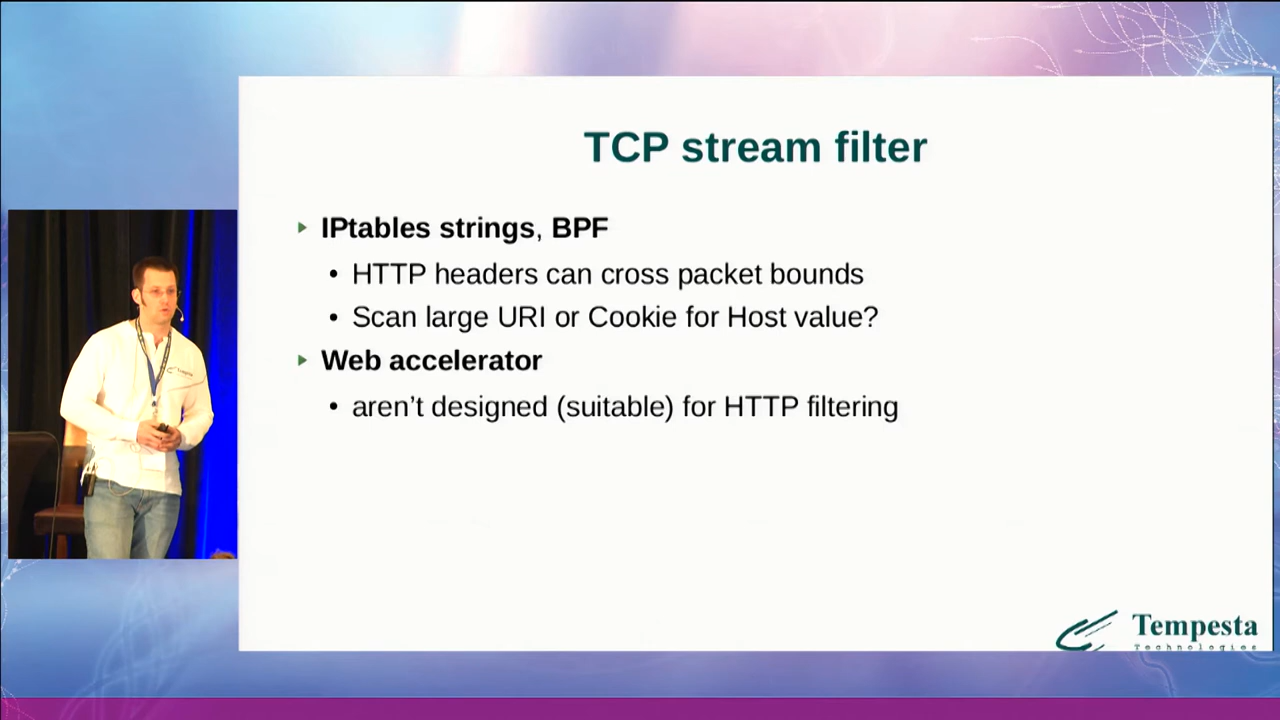 TCP stream filter
IPtables strings, BPF
HTTP headers can cross packet bounds
Scan large URI or Cookie for Host value?
Web accelerator
aren’t designed (suitable) for HTTP filtering
Tempesta
Technologies